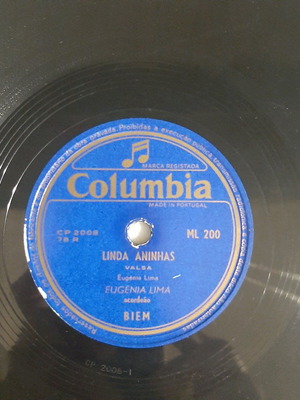 MARCA REGISTADA
Columbia
MADE IN PORTUGAL
CP 2008
78 R
ML 200
LINDA ANINHAS
VALSA
Eugénia Lima
EUGÉNIA LIMA
acordeão
BIEM